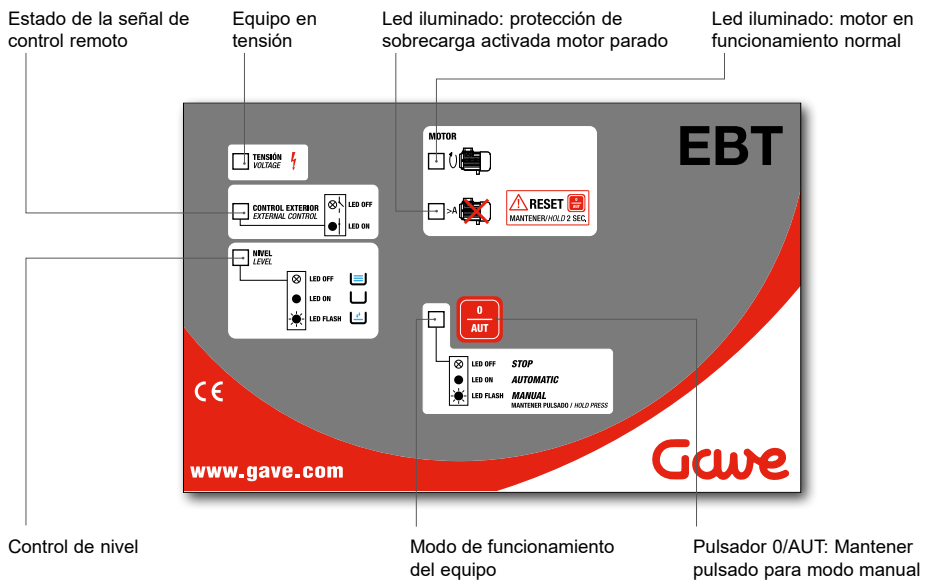 Estado de la señal de
control remoto
Equipo en
tensión
Led iluminado: protección de
sobrecarga activada motor parado
Led iluminado: motor en
funcionamiento normal
TENSIÓN
VOLTAGE
CONTROL EXTERIOR
EXTERNAL CONTROL
LED OFF
LED ON
NIVEL
LEVEL
LED OFF
LED ON
LED FLASH
MOTOR
>A
RESET
0
AUT
MANTENER/HOLD 2 SEC.
EBT
0
AUT
LED OFF STOP
LED ON AUTOMATIC
LED FLASH MANUAL
MANTENER PULSADO / HOLD PRESS
CE
www.gave.com
Gave
Control de nivel
Modo de funcionamiento
del equipo
Pulsador 0/AUT: Mantener
pulsado para modo manual